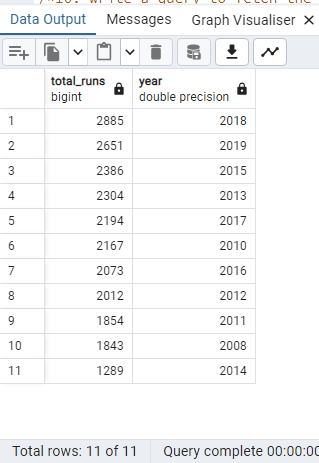 /*10. Write a query to fetch the
Data Output Messages Graph Visualiser ×
total_runs year
bigint double precision
1 2885 2018
2 2651 2019
3 2386 2015
4 2304 2013
5 2194 2017
6 2167 2010
7 2073 2016
8 2012 2012
9 1854 2011
10 1843 2008
11 1289 2014
Total rows: 11 of 11 Query complete 00:00:00